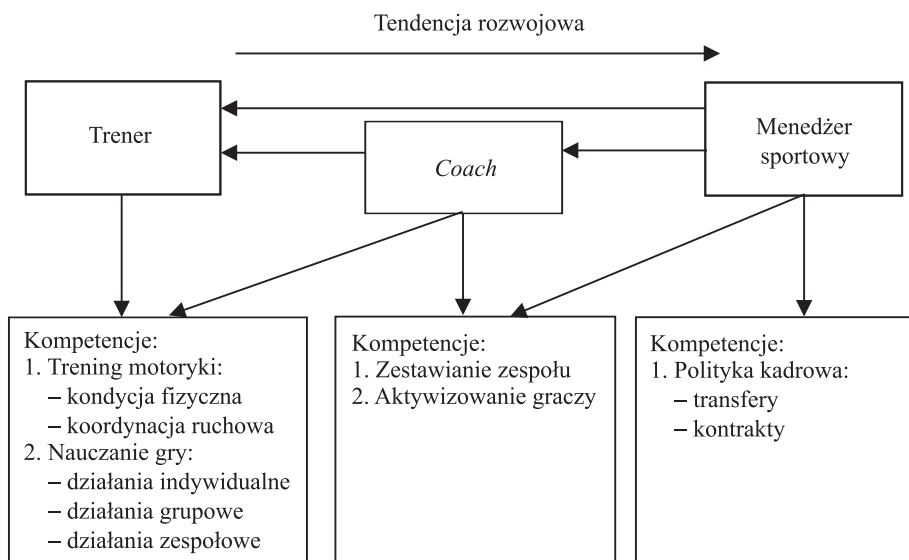 Tendencja rozwojowa
Trener
Coach
Menedżer
sportowy
Kompetencje:
1. Trening motoryki:
– kondycja fizyczna
– koordynacja ruchowa
2. Nauczanie gry:
– działania indywidualne
– działania grupowe
– działania zespołowe
Kompetencje:
1. Zestawianie zespołu
2. Aktywizowanie graczy
Kompetencje:
1. Polityka kadrowa:
– transfery
– kontrakty